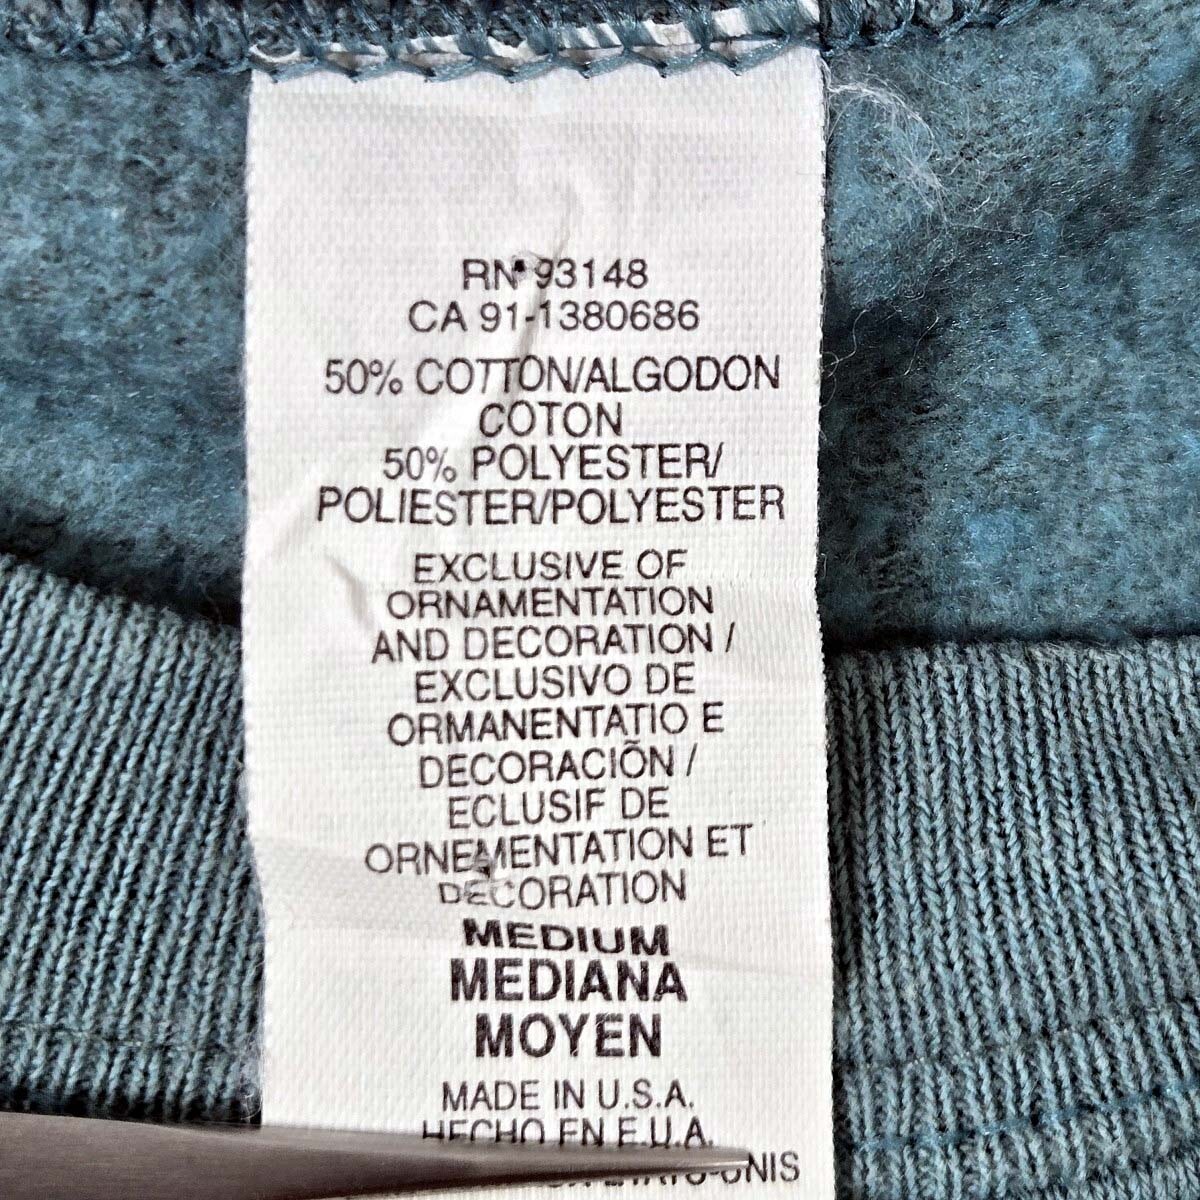 RN 93148
CA 91-1380686
50% COTTON/ALGODON
COTON
50% POLYESTER/
POLIESTER/POLYESTER
EXCLUSIVE OF
ORNAMENTATION
AND DECORATION /
EXCLUSIVO DE
ORMANENTATIO E
DECORACIÕN /
ECLUSIF DE
ORNEMENTATION ET
DECORATION
MEDIUM
MEDIANA
MOYEN
MADE IN U.S.A.
HECHO EN E.U.A.